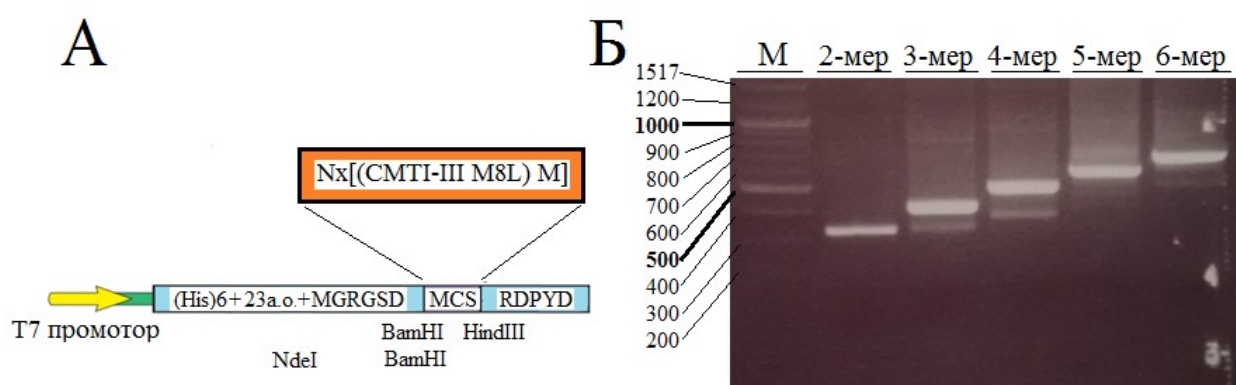 А
Nx[(CMTI-III M8L) M]
(His)6+23a.o.+MGRGSD
MCS
RDPYD
T7 промотор
BamHI
HindIII
NdeI
BamHI
Б
М
2-мер
3-мер
4-мер
5-мер
6-мер
1517
1200
1000
900
800
700
600
500
400
300
200